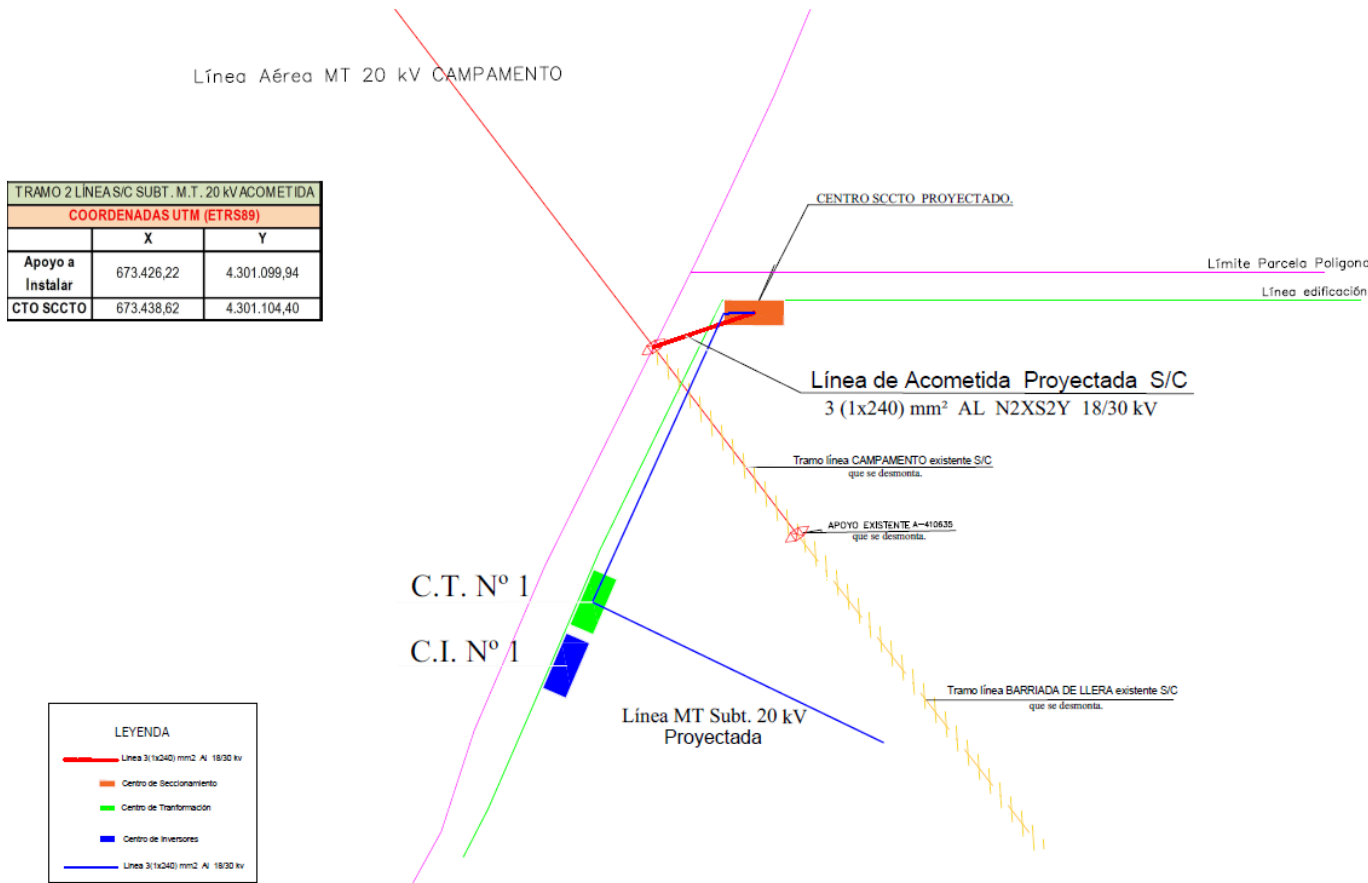 Línea Aérea MT 20 kV CAMPAMENTO
TRAMO 2 LÍNEA S/C SUBT. M.T. 20 kV ACOMETIDA
COORDENADAS UTM (ETRS89)
X Y
Apoyo a
Instalar 673.426,22 4.301.099,94
CTO SCCTO 673.438,62 4.301.104,40
CENTRO SCCTO PROYECTADO.
Límite Parcela Poligono
Línea edificación
Línea de Acometida Proyectada S/C
3 (1x240) mm² AL N2XS2Y 18/30 kV
Tramo línea CAMPAMENTO existente S/C
que se desmonta.
APOYO EXISTENTE A-410635
que se desmonta.
C.T. Nº 1
C.I. Nº 1
Tramo línea BARRIADA DE LLERA existente S/C
que se desmonta.
Línea MT Subt. 20 kV
Proyectada
LEYENDA
Linea 3(1x240) mm2 Al 18/30 kv
Centro de Seccionamiento
Centro de Tranformación
Centro de Inversores
Linea 3(1x240) mm2 Al 18/30 kv